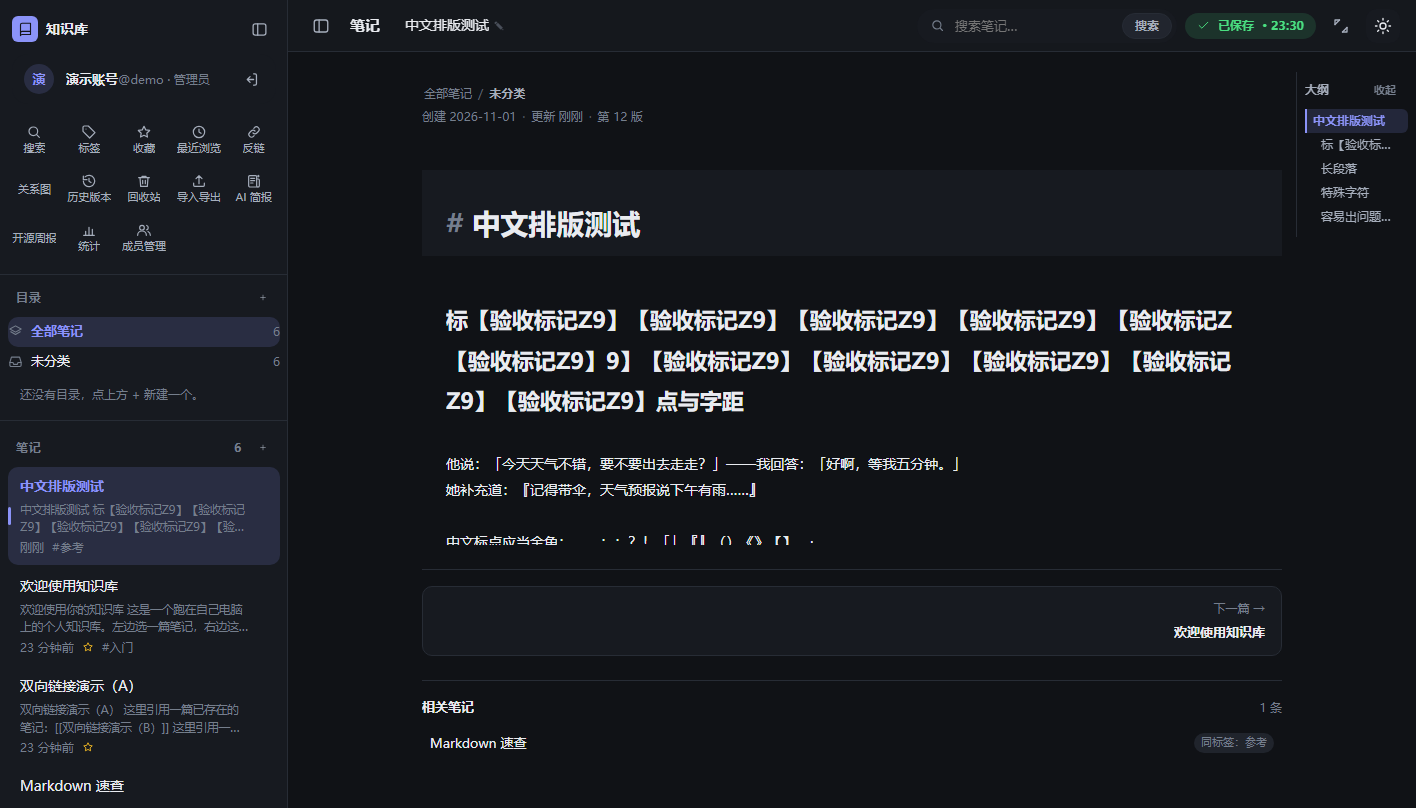 知识库
演 演示账号@demo · 管理员
搜索 标签 收藏 最近浏览 反链
关系图 历史版本 回收站 导入导出 AI 简报
开源周报 统计 成员管理
目录 +
全部笔记 6
未分类 6
还没有目录，点上方 + 新建一个。
笔记 6 +
中文排版测试
中文排版测试 标【验收标记Z9】【验收标记
Z9】【验收标记Z9】【验收标记Z9】【验...
刚刚 #参考
欢迎使用知识库
欢迎使用你的知识库 这是一个跑在自己电脑
上的个人知识库。左边选一篇笔记，右边这...
23 分钟前 ☆ #入门
双向链接演示（A）
双向链接演示（A） 这里引用一篇已存在的
笔记：[[双向链接演示（B）]] 这里引用一...
23 分钟前 ☆
Markdown 速查
笔记 中文排版测试
搜索笔记... 搜索
已保存 • 23:30
全部笔记 / 未分类
创建 2026-11-01 · 更新 刚刚 · 第 12 版
# 中文排版测试
标【验收标记Z9】【验收标记Z9】【验收标记Z9】【验收标记Z9】【验收标记Z
【验收标记Z9】9】【验收标记Z9】【验收标记Z9】【验收标记Z9】【验收标记
Z9】【验收标记Z9】点与字距
他说：「今天天气不错，要不要出去走走？」——我回答：「好啊，等我五分钟。」
她补充道：『记得带伞，天气预报说下午有雨……』
中文标点应当全角：
下一篇 →
欢迎使用知识库
相关笔记 1 条
Markdown 速查 同标签：参考
大纲 收起
中文排版测试
标【验收标...
长段落
特殊字符
容易出问题...